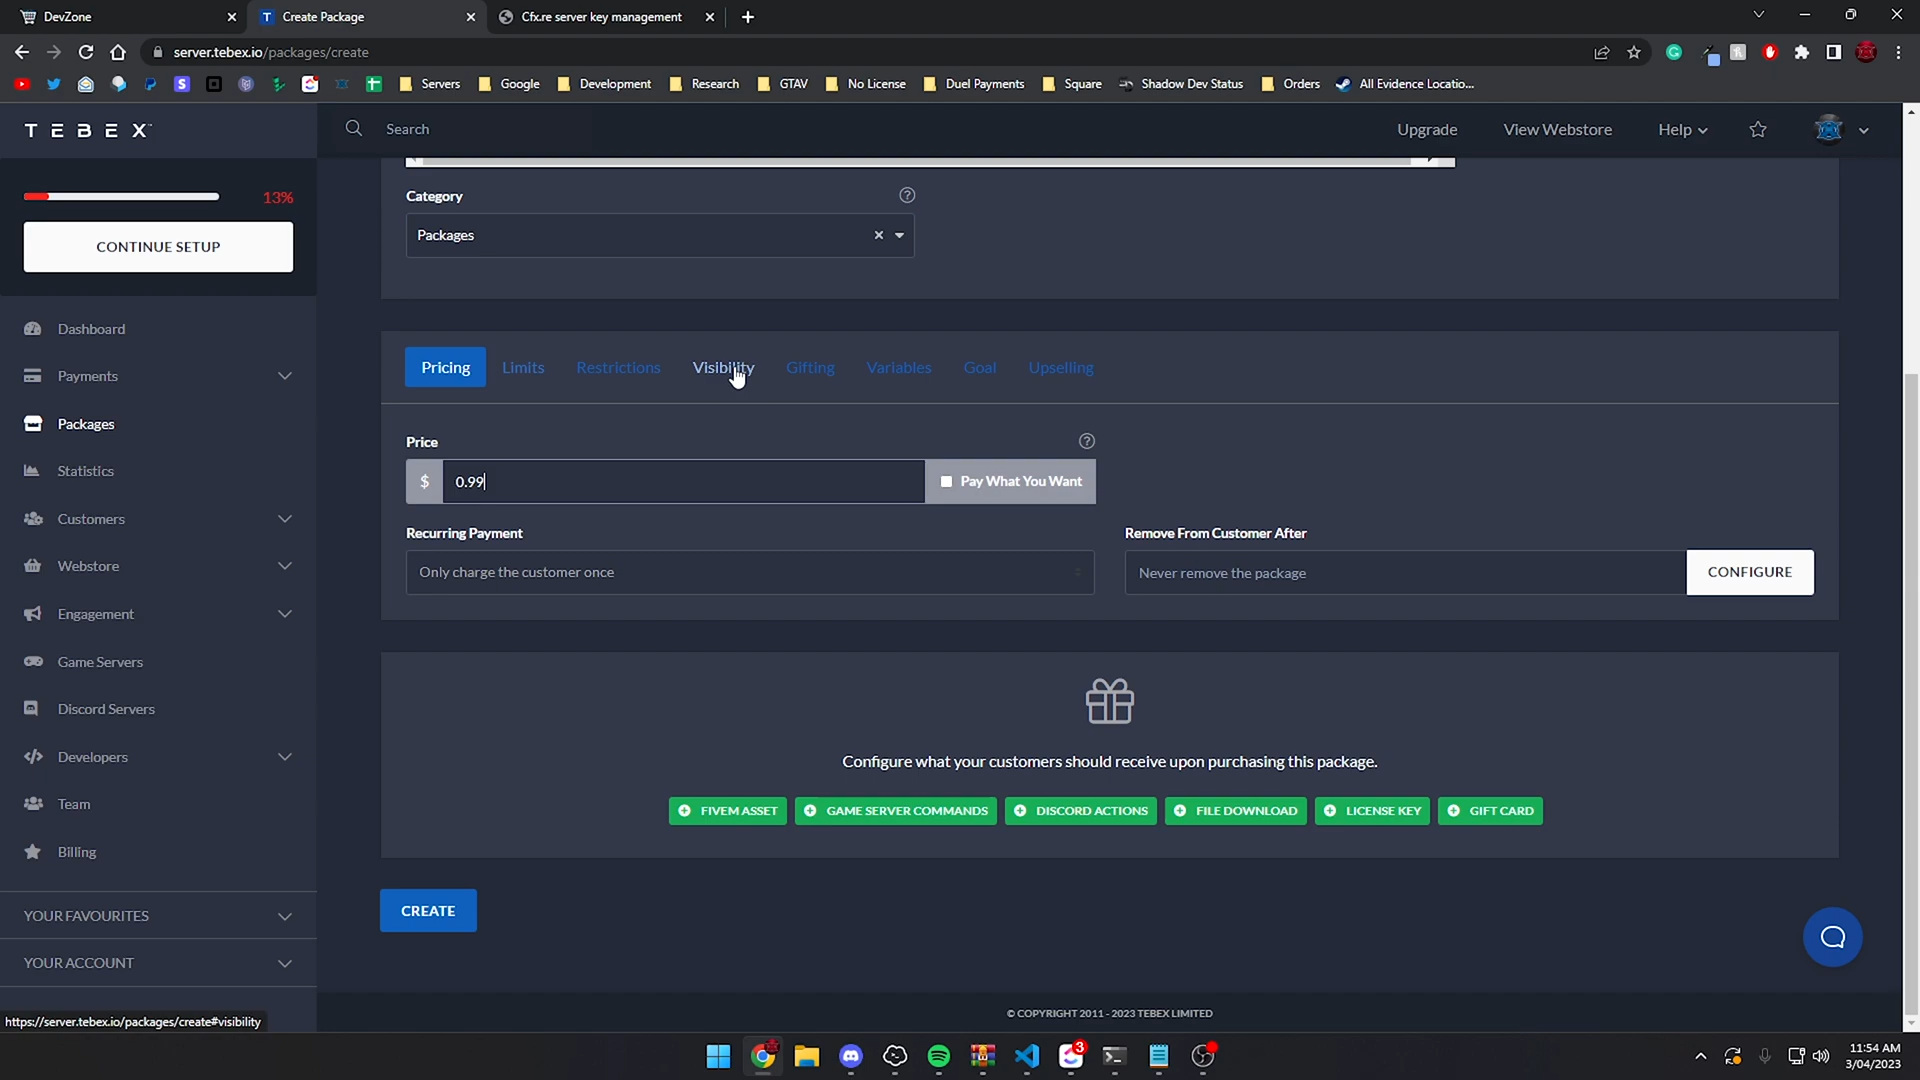 DevZone
Create Package
Cfx.re server key management
server.tebex.io/packages/create
Servers
Google
Development
Research
GTAV
No License
Duel Payments
Square
Shadow Dev Status
Orders
All Evidence Locatio...
TEBEX
Search
Upgrade
View Webstore
Help
13%
CONTINUE SETUP
Dashboard
Payments
Packages
Statistics
Customers
Webstore
Engagement
Game Servers
Discord Servers
Developers
Team
Billing
YOUR FAVOURITES
YOUR ACCOUNT
Category
Packages
Pricing
Limits
Restrictions
Visibility
Gifting
Variables
Goal
Upselling
Price
$
0.99
Pay What You Want
Recurring Payment
Only charge the customer once
Remove From Customer After
Never remove the package
CONFIGURE
Configure what your customers should receive upon purchasing this package.
FIVEM ASSET
GAME SERVER COMMANDS
DISCORD ACTIONS
FILE DOWNLOAD
LICENSE KEY
GIFT CARD
CREATE
© COPYRIGHT 2011 - 2023 TEBEX LIMITED
https://server.tebex.io/packages/create#visibility
3
11:54 AM
3/04/2023